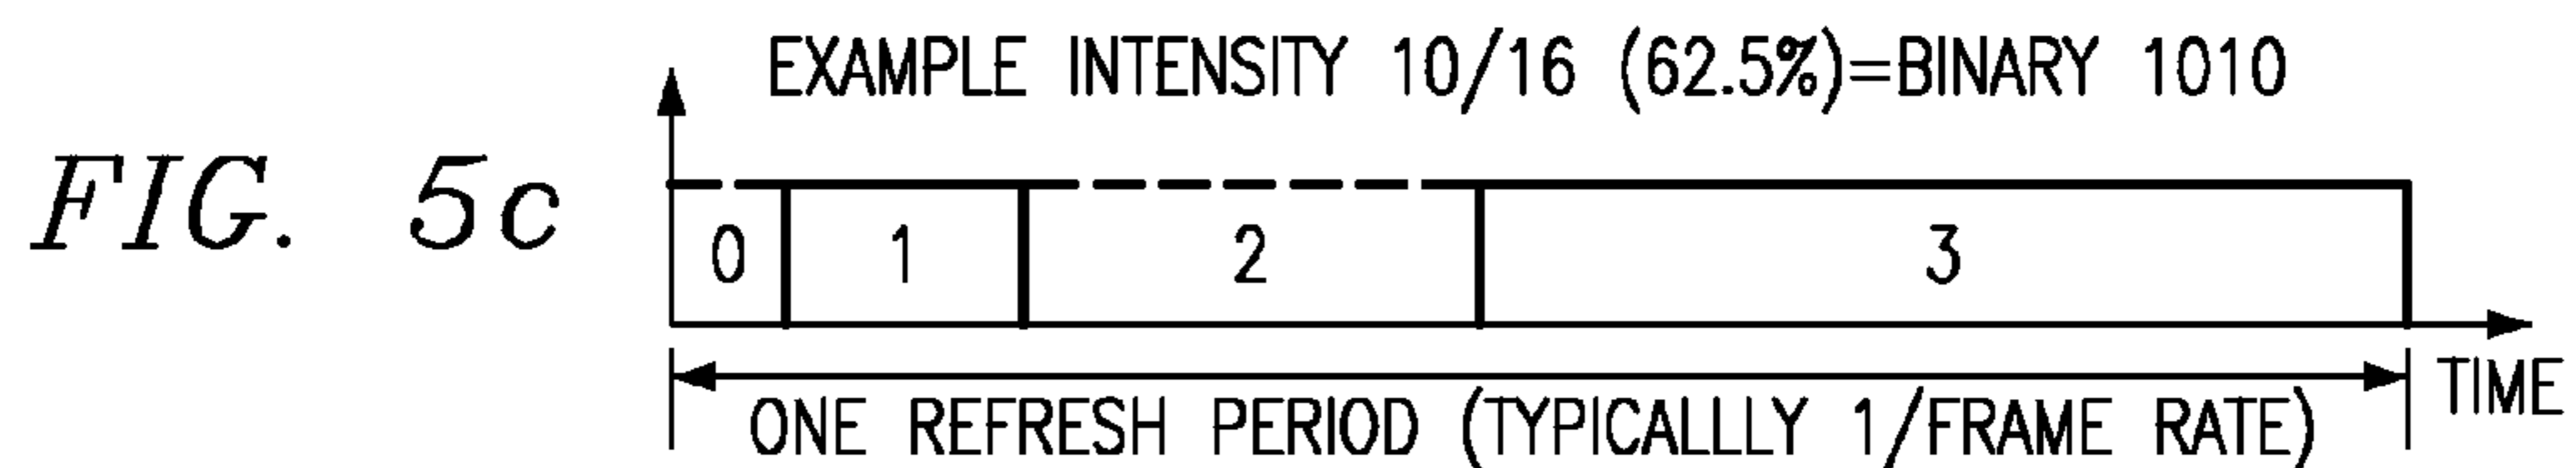 EXAMPLE INTENSITY 10/16 (62.5%)=BINARY 1010
FIG. 5c
0 1 2 3
TIME
ONE REFRESH PERIOD (TYPICALLLY 1/FRAME RATE)